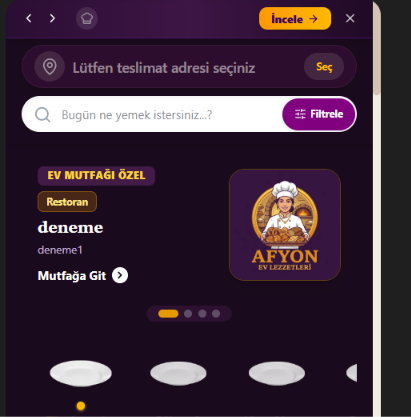 İncele →
Lütfen teslimat adresi seçiniz
Seç
Bugün ne yemek istersiniz...?
Filtrele
EV MUTFAĞI ÖZEL
Restoran
deneme
deneme1
Mutfağa Git
AFYON
EV LEZZETLERİ